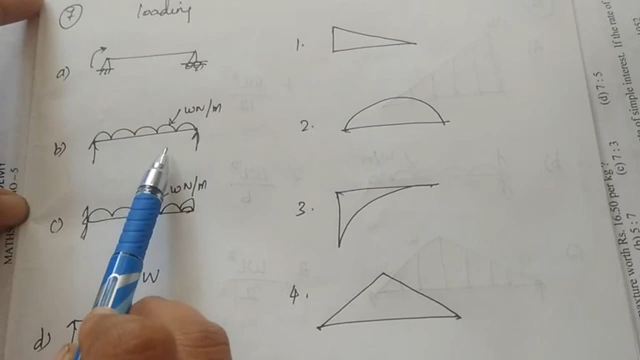 7 loading
a)
1.
b) WN/M
2.
c) WN/M
3.
W
d)
4.
(d) 7:5
(c) 7:3
(b) 5:7
of simple interest. If the rate of
worth Rs. 16.50 per kg?